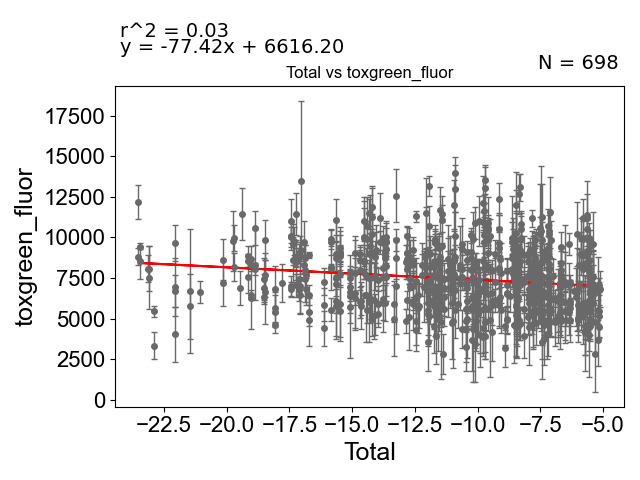 r^2 = 0.03
y = -77.42x + 6616.20
N = 698
Total vs toxgreen_fluor
toxgreen_fluor
17500
15000
12500
10000
7500
5000
2500
0
−22.5 −20.0 −17.5 −15.0 −12.5 −10.0 −7.5 −5.0
Total